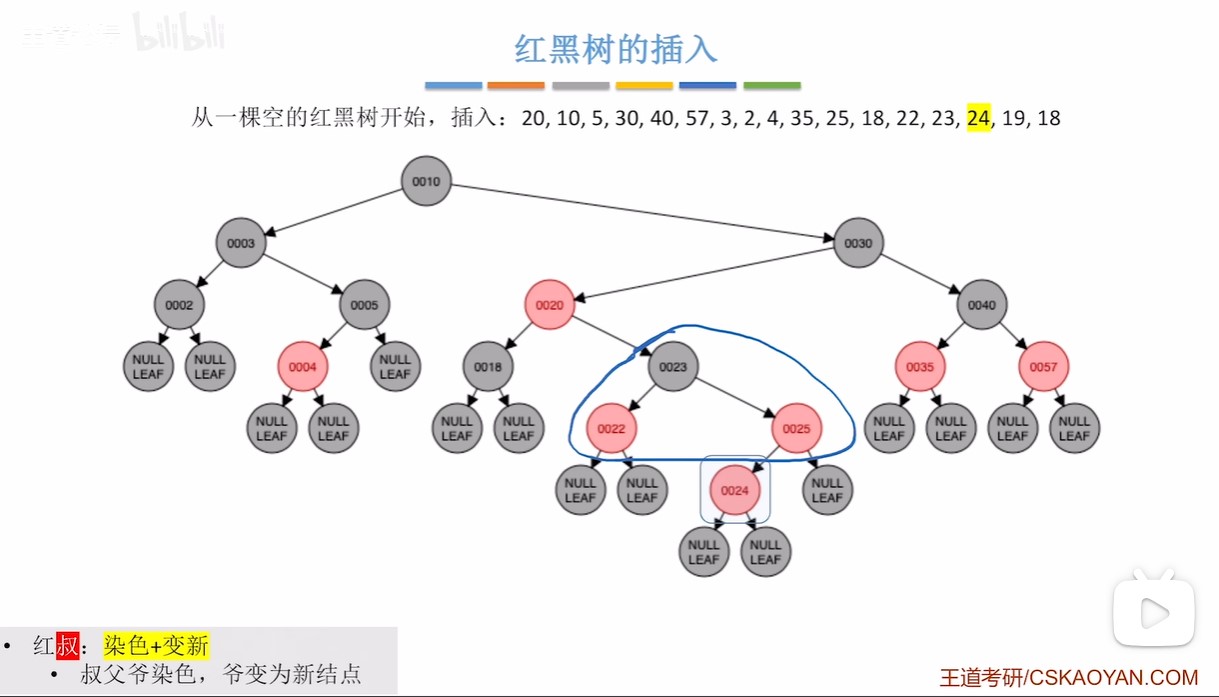 bilibili
红黑树的插入
从一棵空的红黑树开始，插入：20, 10, 5, 30, 40, 57, 3, 2, 4, 35, 25, 18, 22, 23, 24, 19, 18
0010
0003
0030
0002
0005
0020
0040
NULL
LEAF
NULL
LEAF
0004
NULL
LEAF
0018
0023
0035
0057
NULL
LEAF
NULL
LEAF
NULL
LEAF
NULL
LEAF
0022
0025
NULL
LEAF
NULL
LEAF
NULL
LEAF
NULL
LEAF
NULL
LEAF
NULL
LEAF
0024
NULL
LEAF
NULL
LEAF
NULL
LEAF
• 红叔：染色+变新
• 叔父爷染色，爷变为新结点
王道考研/CSKAOYAN.COM